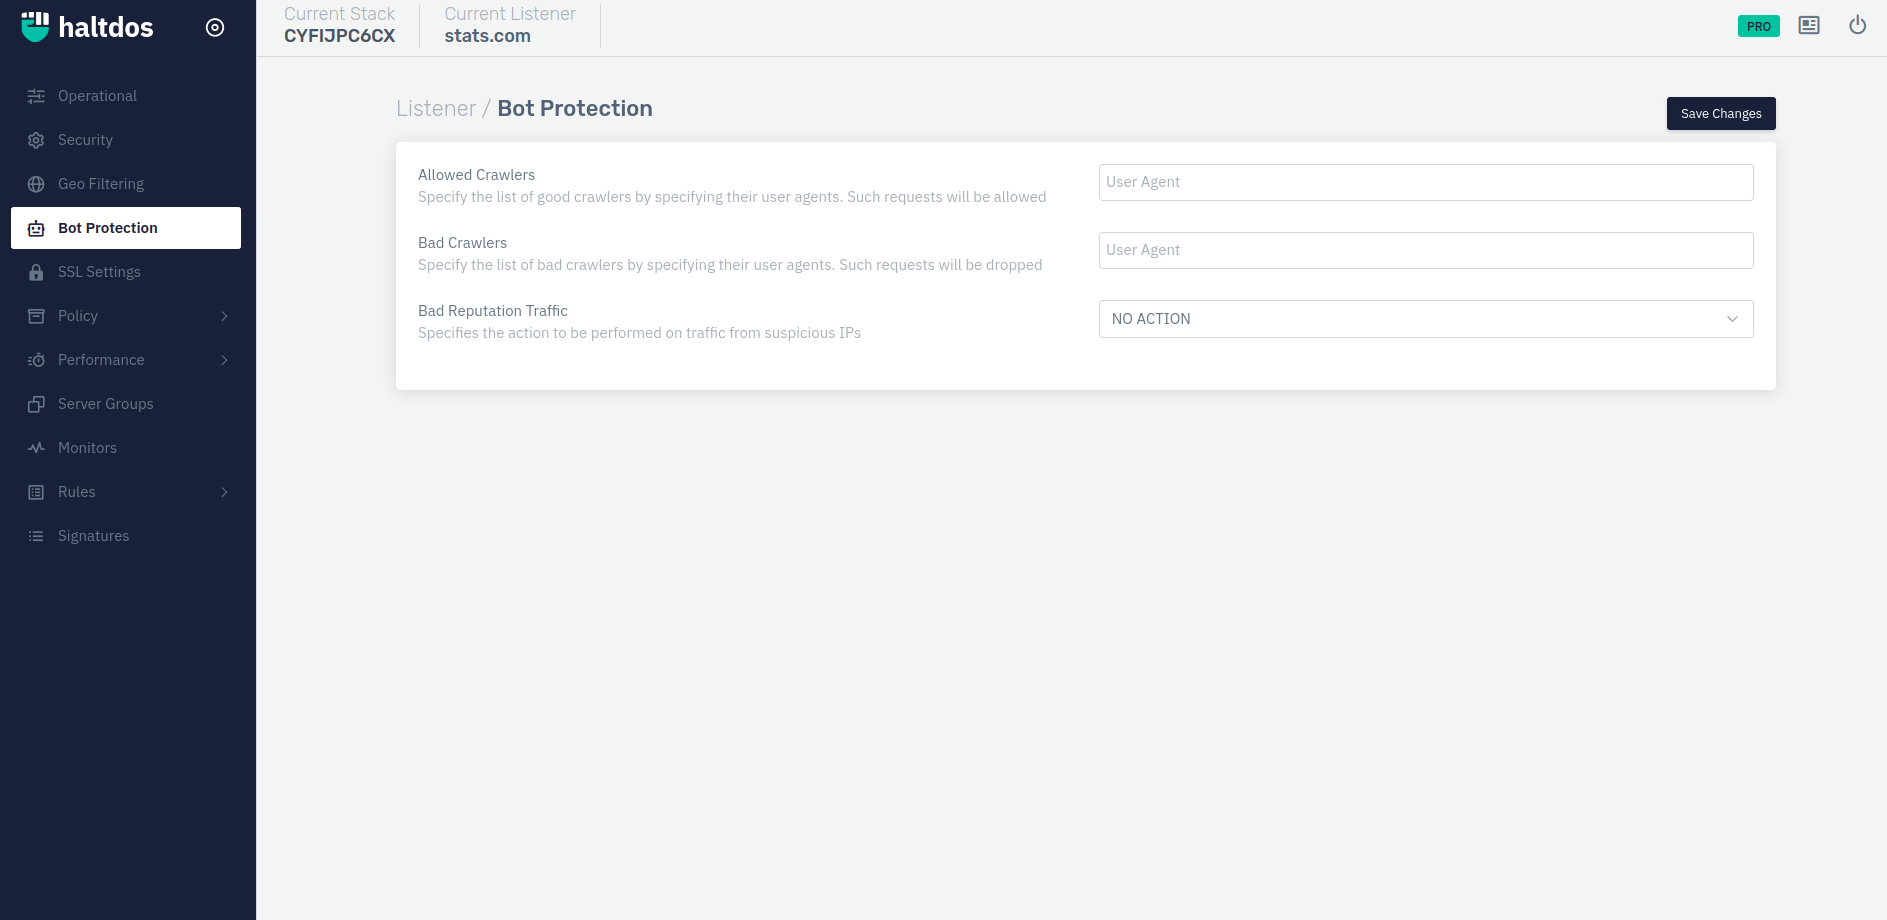 haltdos
Current Stack
CYFIJPC6CX
Current Listener
stats.com
PRO
Operational
Security
Geo Filtering
Bot Protection
SSL Settings
Policy
Performance
Server Groups
Monitors
Rules
Signatures
Listener / Bot Protection
Save Changes
Allowed Crawlers
Specify the list of good crawlers by specifying their user agents. Such requests will be allowed
User Agent
Bad Crawlers
Specify the list of bad crawlers by specifying their user agents. Such requests will be dropped
User Agent
Bad Reputation Traffic
Specifies the action to be performed on traffic from suspicious IPs
NO ACTION